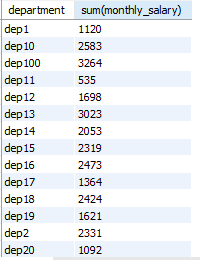 department sum(monthly_salary)
dep1 1120
dep10 2583
dep100 3264
dep11 535
dep12 1698
dep13 3023
dep14 2053
dep15 2319
dep16 2473
dep17 1364
dep18 2424
dep19 1621
dep2 2331
dep20 1092